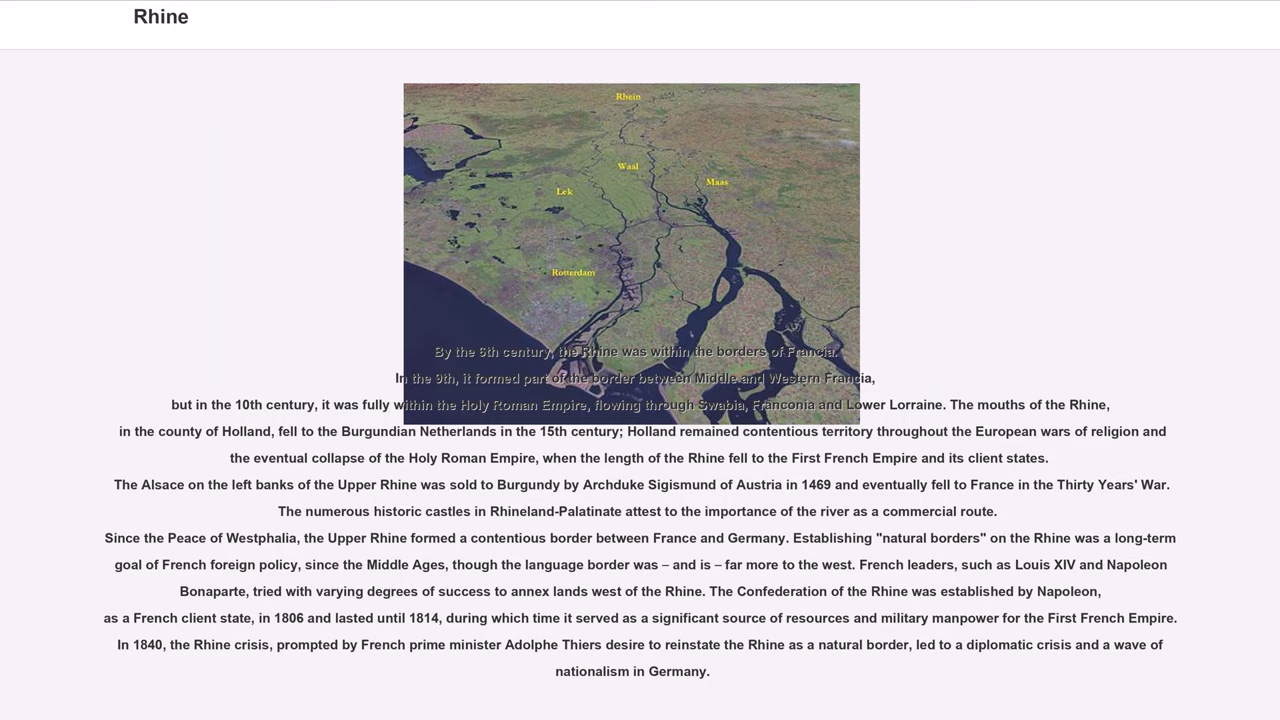 Rhine
Rhein
Waal
Maas
Lek
Rotterdam
By the 6th century, the Rhine was within the borders of Francia.
In the 9th, it formed part of the border between Middle and Western Francia,
but in the 10th century, it was fully within the Holy Roman Empire, flowing through Swabia, Franconia and Lower Lorraine. The mouths of the Rhine,
in the county of Holland, fell to the Burgundian Netherlands in the 15th century; Holland remained contentious territory throughout the European wars of religion and
the eventual collapse of the Holy Roman Empire, when the length of the Rhine fell to the First French Empire and its client states.
The Alsace on the left banks of the Upper Rhine was sold to Burgundy by Archduke Sigismund of Austria in 1469 and eventually fell to France in the Thirty Years' War.
The numerous historic castles in Rhineland-Palatinate attest to the importance of the river as a commercial route.
Since the Peace of Westphalia, the Upper Rhine formed a contentious border between France and Germany. Establishing "natural borders" on the Rhine was a long-term
goal of French foreign policy, since the Middle Ages, though the language border was – and is – far more to the west. French leaders, such as Louis XIV and Napoleon
Bonaparte, tried with varying degrees of success to annex lands west of the Rhine. The Confederation of the Rhine was established by Napoleon,
as a French client state, in 1806 and lasted until 1814, during which time it served as a significant source of resources and military manpower for the First French Empire.
In 1840, the Rhine crisis, prompted by French prime minister Adolphe Thiers desire to reinstate the Rhine as a natural border, led to a diplomatic crisis and a wave of
nationalism in Germany.